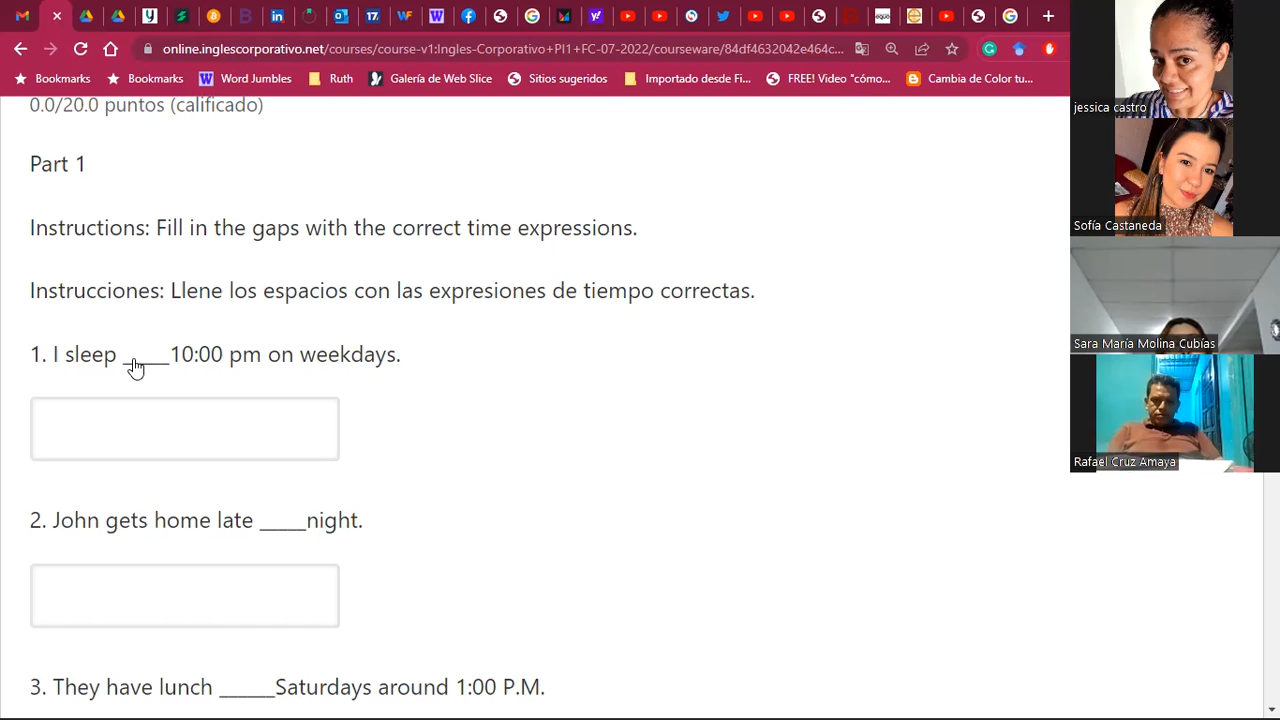 online.inglescorporativo.net/courses/course-v1:Ingles-Corporativo+PI1+FC-07-2022/courseware/84df4632042e464c...
Bookmarks Bookmarks Word Jumbles Ruth Galería de Web Slice Sitios sugeridos Importado desde Fi... FREE! Video "cómo... Cambia de Color tu...
0.0/20.0 puntos (calificado)
Part 1
Instructions: Fill in the gaps with the correct time expressions.
Instrucciones: Llene los espacios con las expresiones de tiempo correctas.
1. I sleep _____10:00 pm on weekdays.
2. John gets home late _____night.
3. They have lunch ______Saturdays around 1:00 P.M.
jessica castro
Sofía Castaneda
Sara María Molina Cubías
Rafael Cruz Amaya